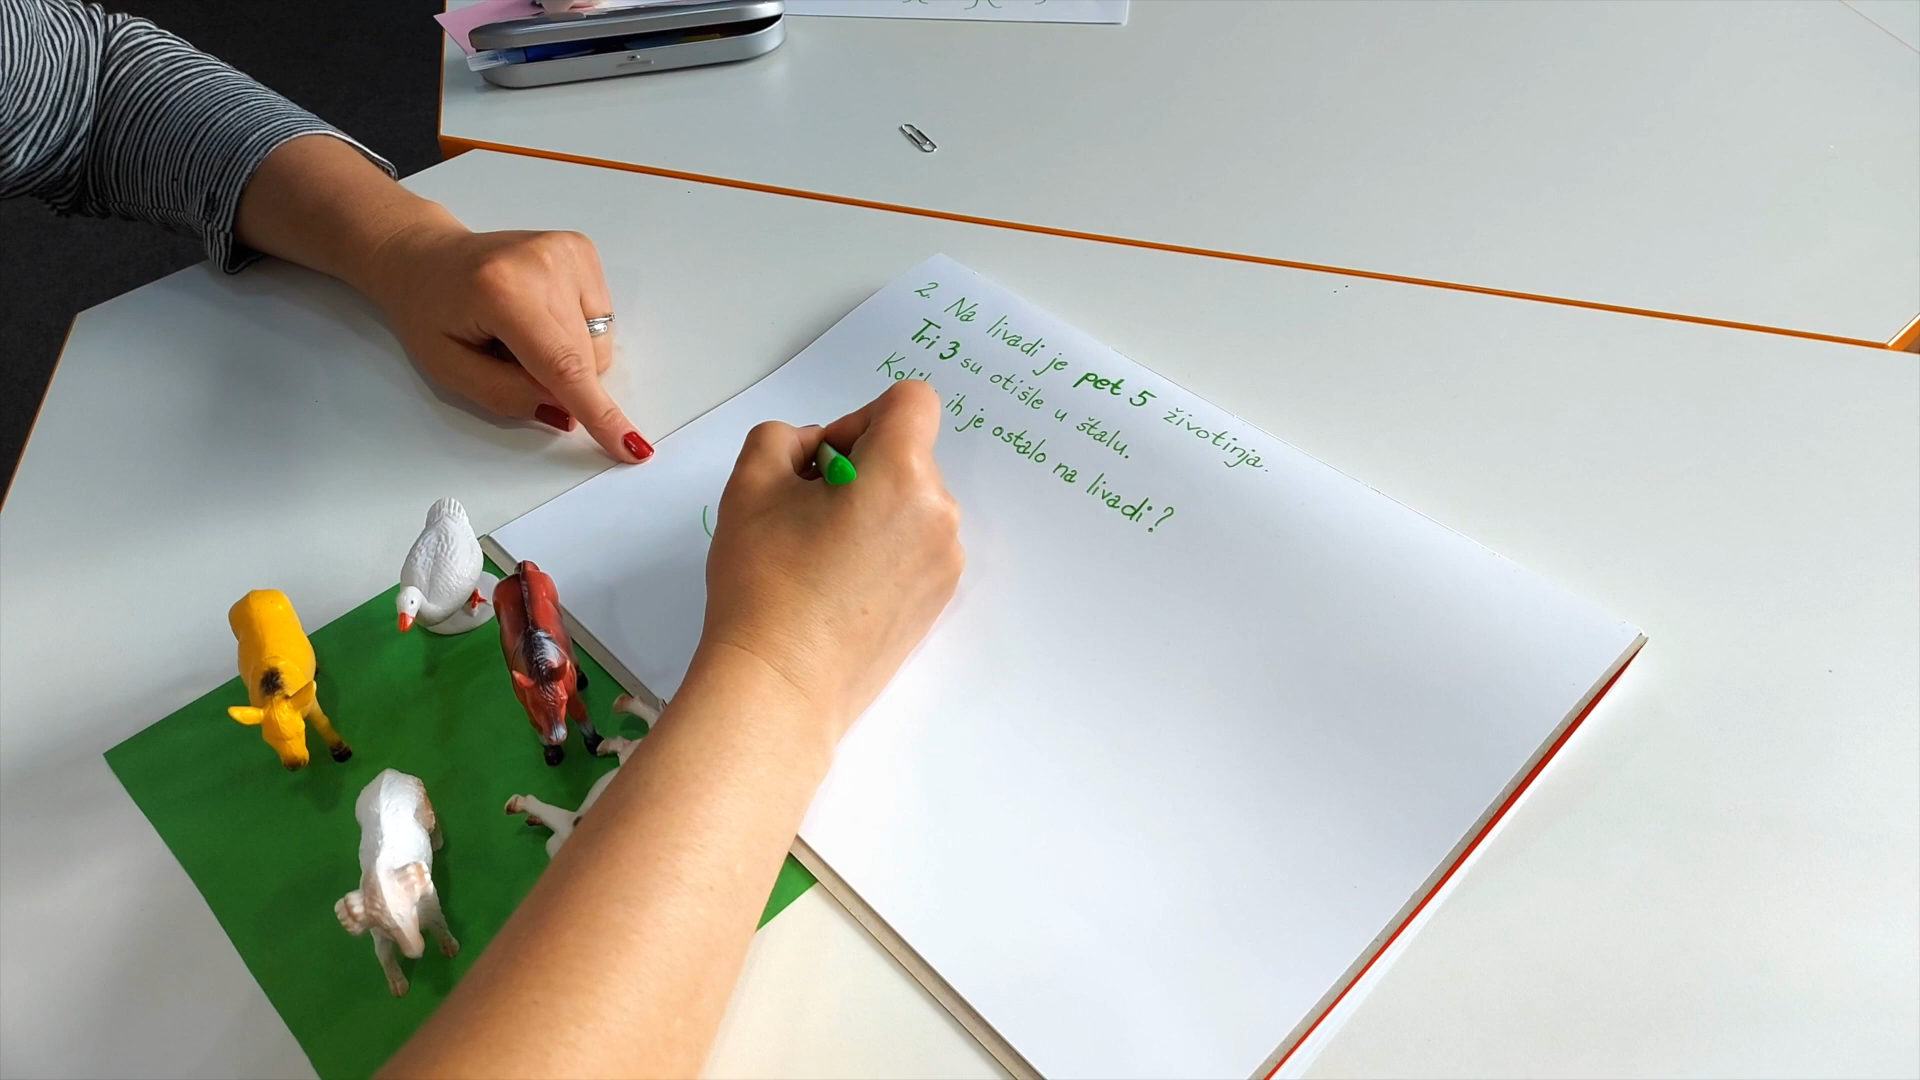 2. Na livadi je pet 5 životinja.
Tri 3 su otišle u štalu.
ih je ostalo na livadi?